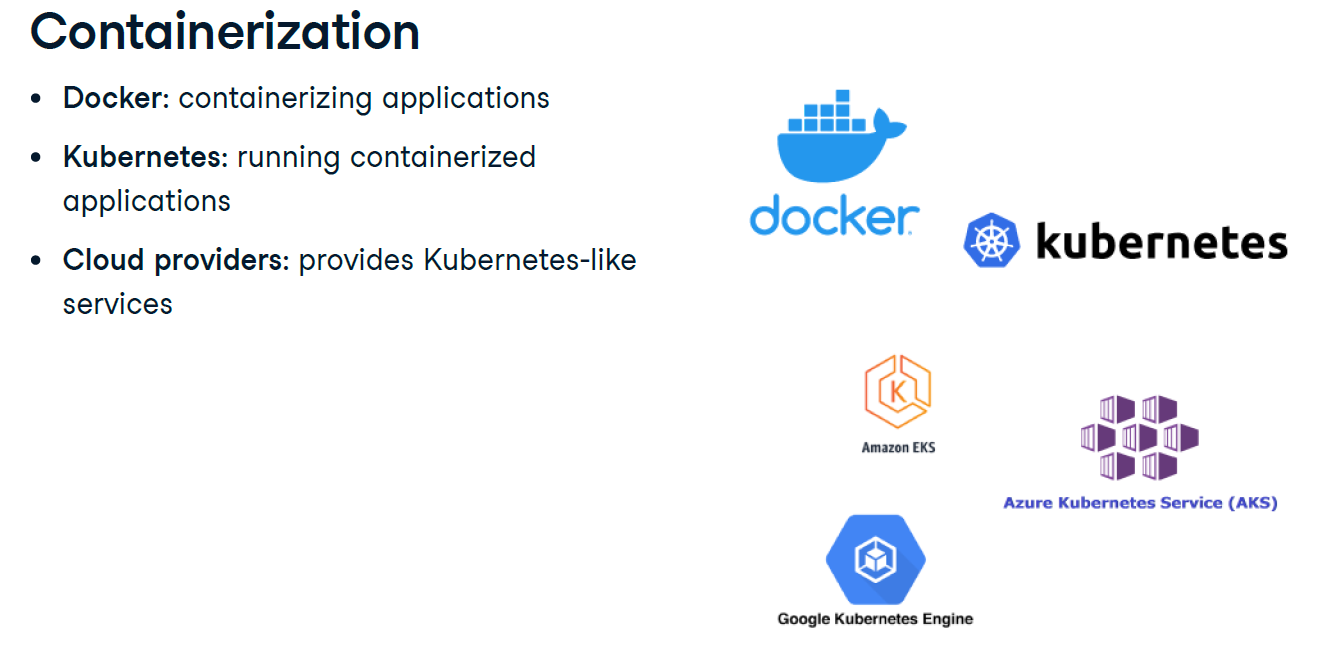 Containerization
• Docker: containerizing applications
• Kubernetes: running containerized
applications
• Cloud providers: provides Kubernetes-like
services
docker
kubernetes
K
Amazon EKS
Azure Kubernetes Service (AKS)
Google Kubernetes Engine